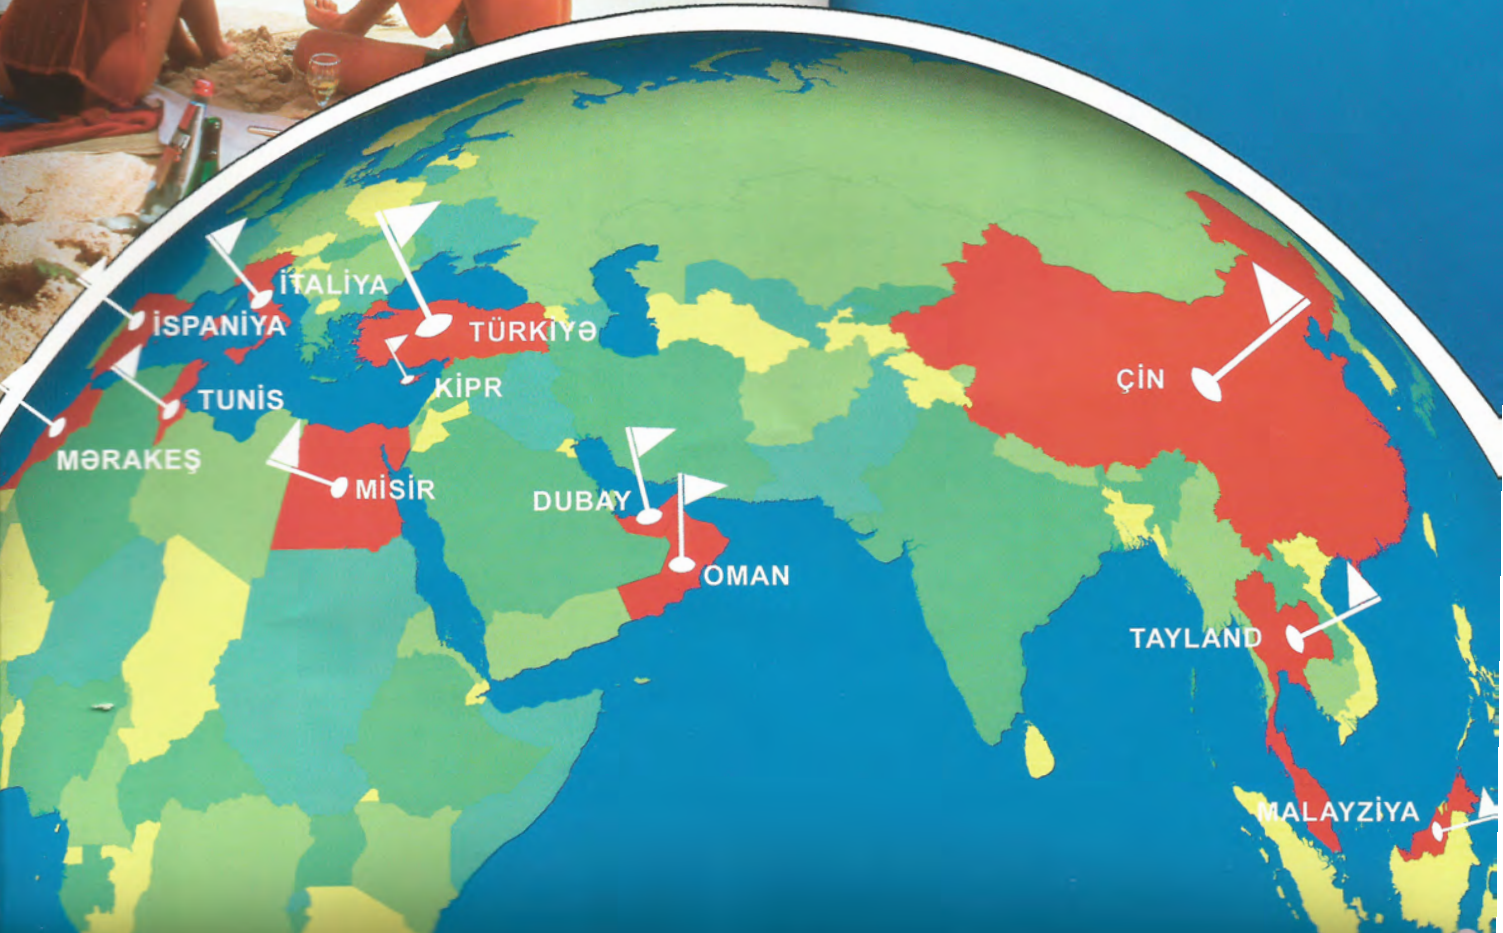 İTALİYA
İSPANİYA
TÜRKİYƏ
KİPR
TUNİS
MƏRAKEŞ
MİSİR
DUBAY
OMAN
ÇİN
TAYLAND
MALAYZİYA